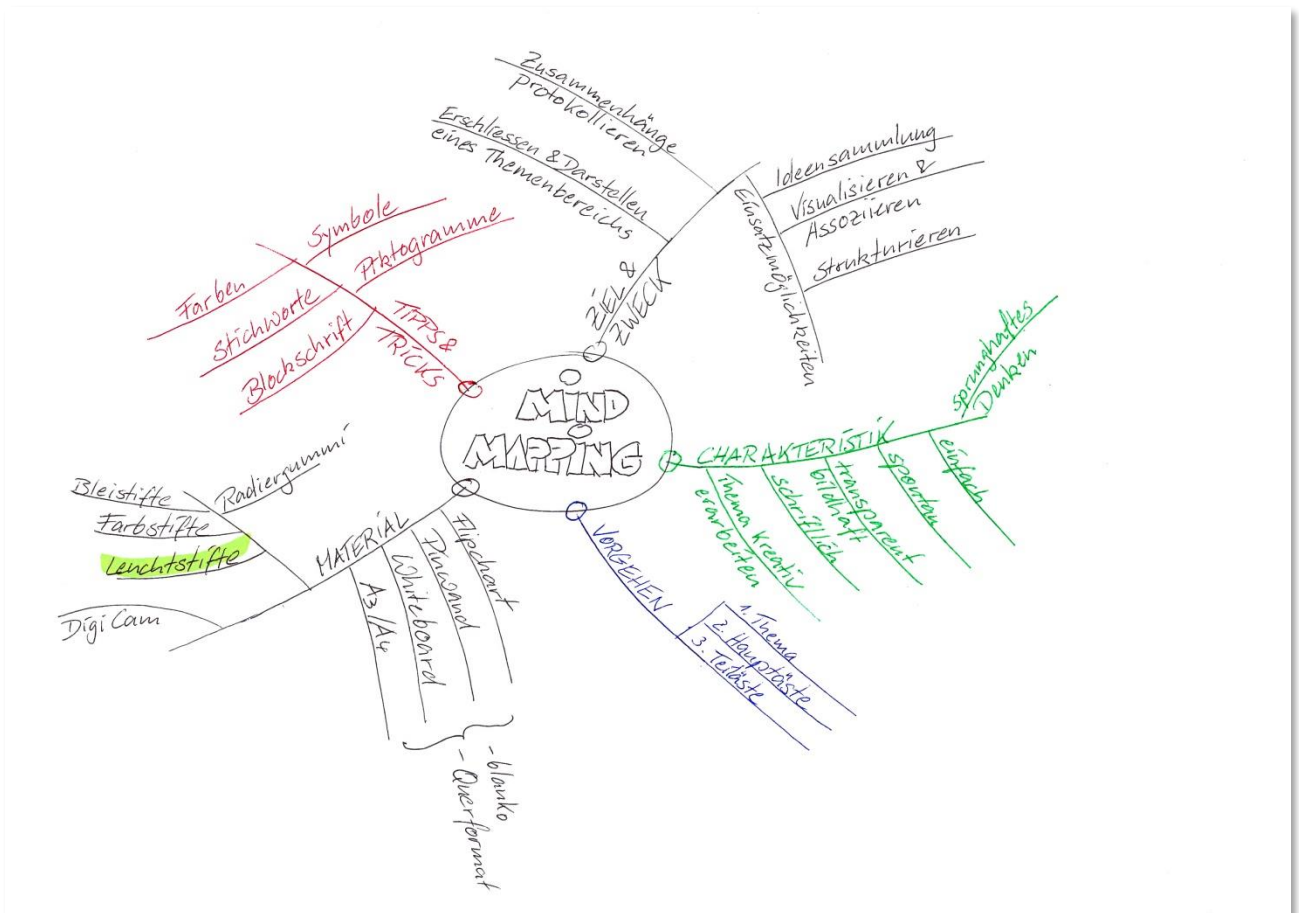 MIND
MAPPING
ZIEL &
ZWECK
Zusammenhänge
protokollieren
Erschliessen & Darstellen
eines Themenbereichs
Einsatzmöglichkeiten
Ideensammlung
Visualisieren &
Assoziieren
Strukturieren
CHARAKTERISTIK
sprunghaftes
Denken
einfach
spontan
transparent
bildhaft
schriftlich
Thema kreativ
erarbeiten
VORGEHEN
1. Thema
2. Hauptäste
3. Teiläste
MATERIAL
Flipchart
Pinwand
Whiteboard
A3/A4
- blanko
- Querformat
Radiergummi
Bleistifte
Farbstifte
Leuchtstifte
DigiCam
TIPPS &
TRICKS
Symbole
Piktogramme
Farben
Stichworte
Blockschrift